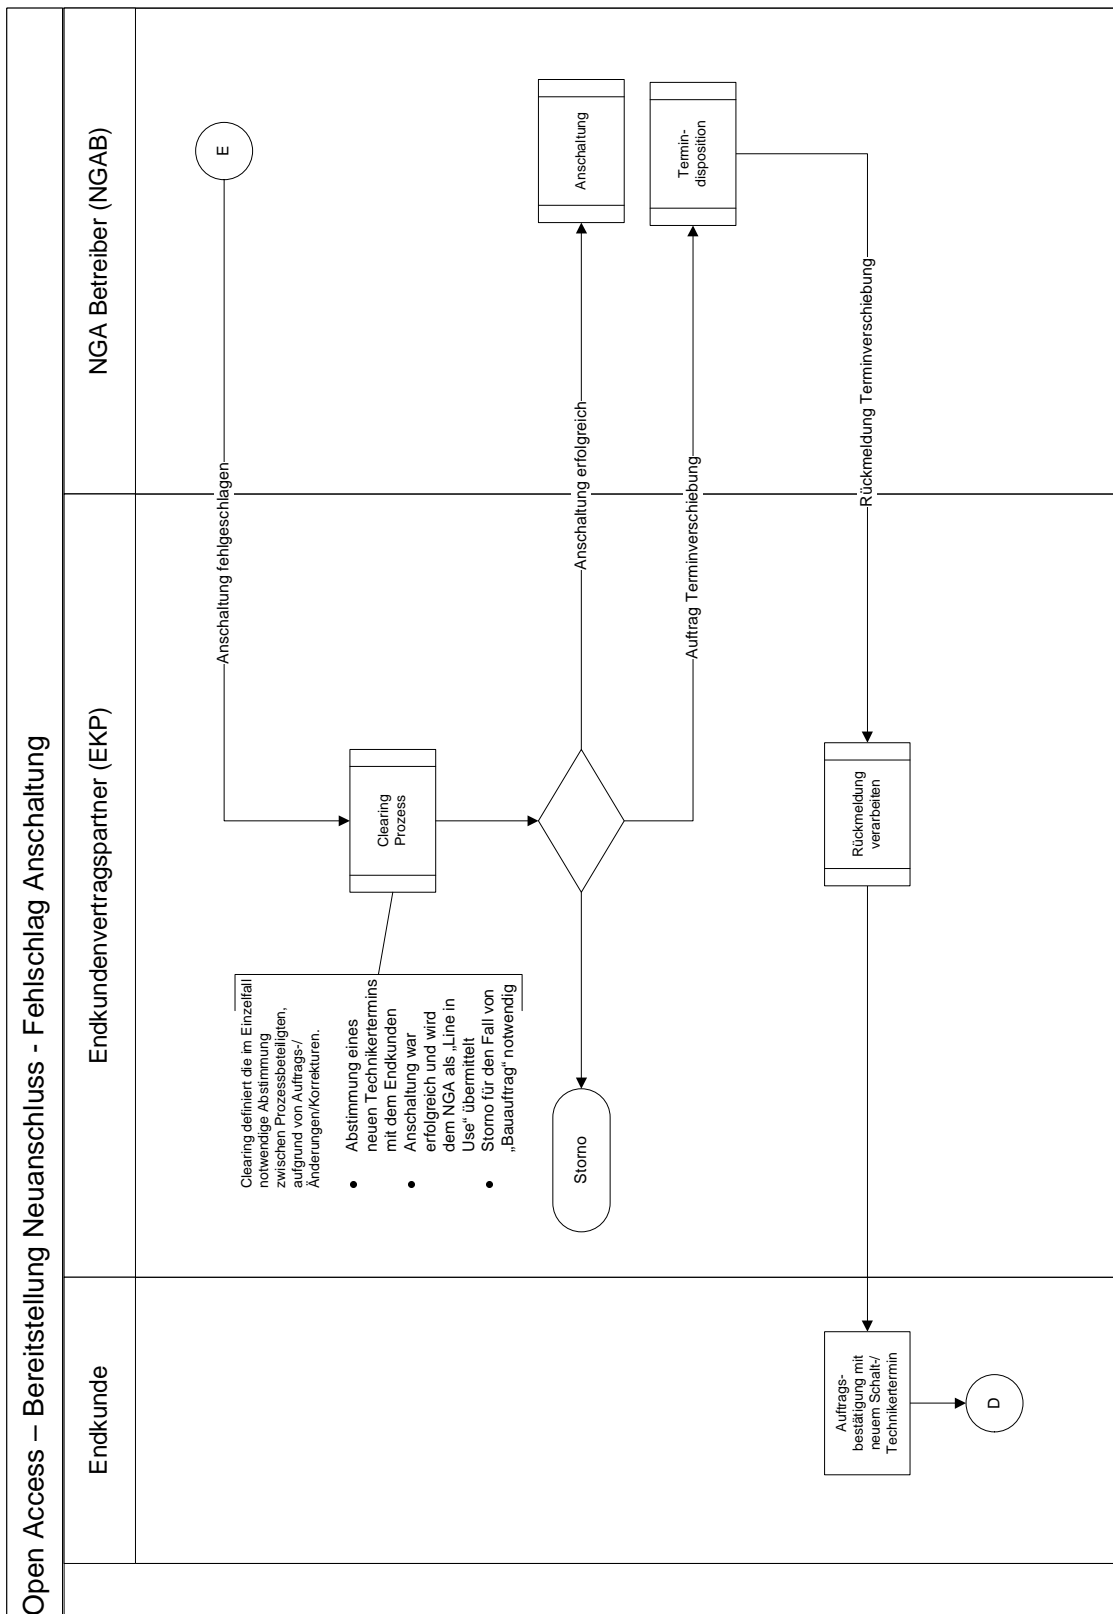 Open Access – Bereitstellung Neuanschluss - Fehlschlag Anschaltung
Endkunde
Endkundenvertragspartner (EKP)
NGA Betreiber (NGAB)
E
Anschaltung fehlgeschlagen
Clearing
Prozess
Clearing definiert die im Einzelfall
notwendige Abstimmung
zwischen Prozessbeteiligten,
aufgrund von Auftrags-/
Änderungen/Korrekturen.
• Abstimmung eines
neuen Technikertermins
mit dem Endkunden
• Anschaltung war
erfolgreich und wird
dem NGA als „Line in
Use“ übermittelt
• Storno für den Fall von
„Bauauftrag“ notwendig
Storno
Anschaltung erfolgreich
Anschaltung
Auftrag Terminverschiebung
Termin-
disposition
Rückmeldung Terminverschiebung
Rückmeldung
verarbeiten
Auftrags-
bestätigung mit
neuem Schalt-/
Technikertermin
D